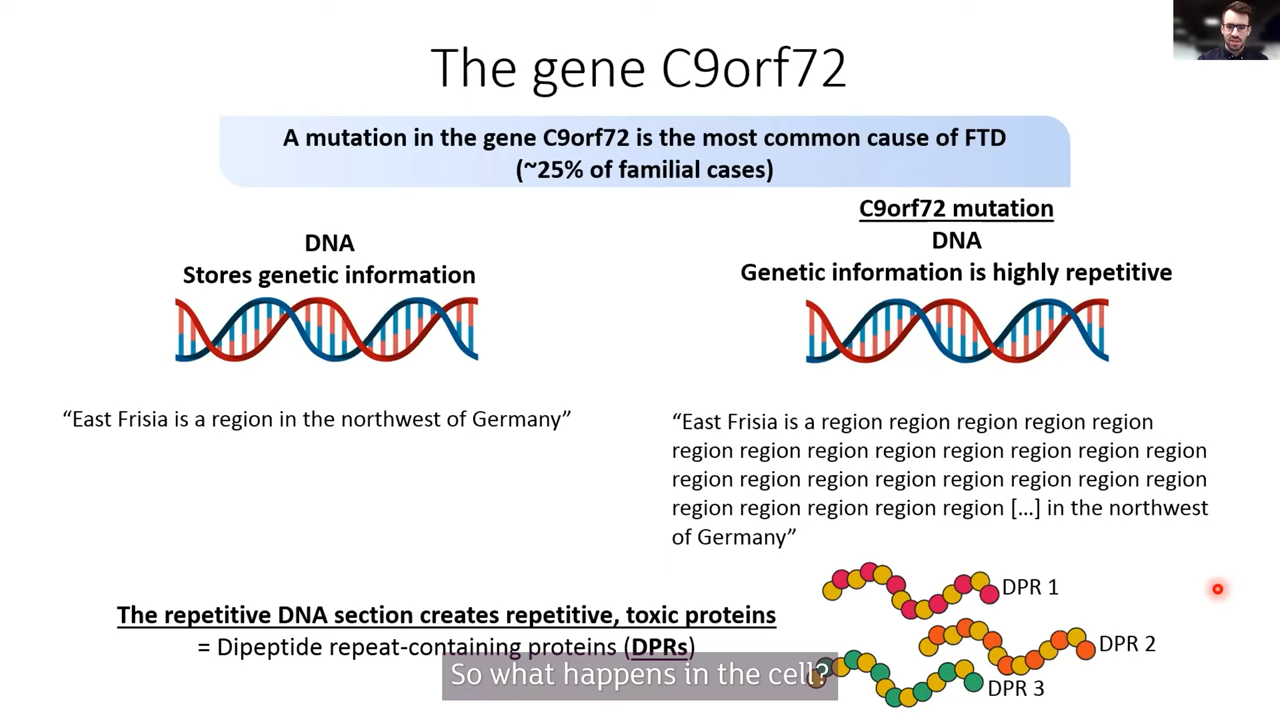 The gene C9orf72
A mutation in the gene C9orf72 is the most common cause of FTD
(~25% of familial cases)
DNA
Stores genetic information
“East Frisia is a region in the northwest of Germany”
C9orf72 mutation
DNA
Genetic information is highly repetitive
“East Frisia is a region region region region region
region region region region region region region region
region region region region region region region region
region region region region region [...] in the northwest
of Germany”
The repetitive DNA section creates repetitive, toxic proteins
= Dipeptide repeat-containing proteins (DPRs)
DPR 1
DPR 2
DPR 3
So what happens in the cell?